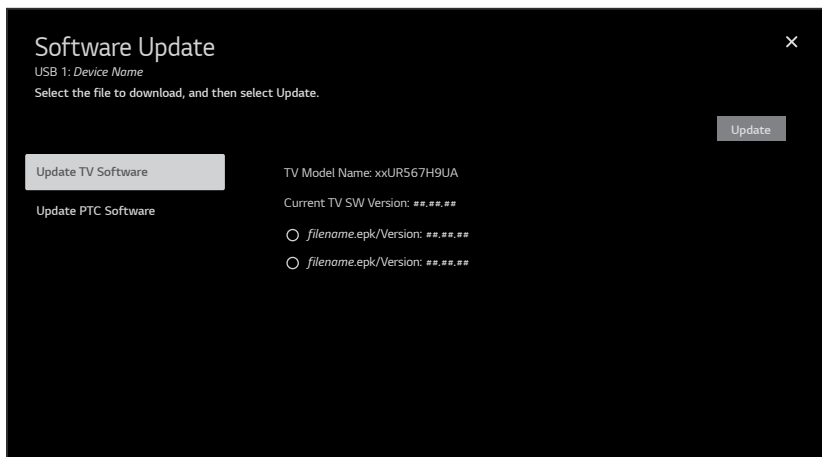 Software Update
USB 1: Device Name
Select the file to download, and then select Update.
Update
Update TV Software
TV Model Name: xxUR567H9UA
Update PTC Software
Current TV SW Version: ##.##.##
filename.epk/Version: ##.##.##
filename.epk/Version: ##.##.##